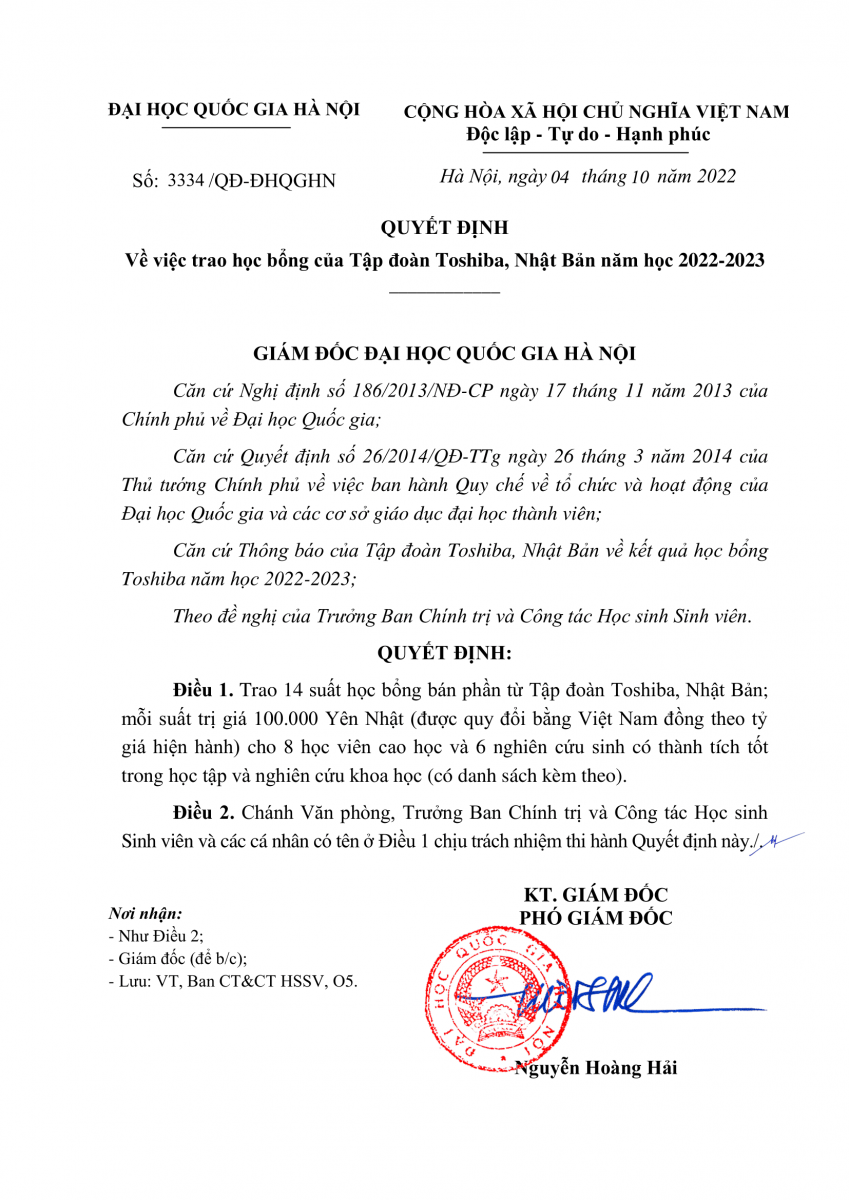 ĐẠI HỌC QUỐC GIA HÀ NỘI
CỘNG HÒA XÃ HỘI CHỦ NGHĨA VIỆT NAM
Độc lập - Tự do - Hạnh phúc
Số: 3334 /QĐ-ĐHQGHN
Hà Nội, ngày 04 tháng 10 năm 2022
QUYẾT ĐỊNH
Về việc trao học bổng của Tập đoàn Toshiba, Nhật Bản năm học 2022-2023
GIÁM ĐỐC ĐẠI HỌC QUỐC GIA HÀ NỘI
Căn cứ Nghị định số 186/2013/NĐ-CP ngày 17 tháng 11 năm 2013 của
Chính phủ về Đại học Quốc gia;
Căn cứ Quyết định số 26/2014/QĐ-TTg ngày 26 tháng 3 năm 2014 của
Thủ tướng Chính phủ về việc ban hành Quy chế về tổ chức và hoạt động của
Đại học Quốc gia và các cơ sở giáo dục đại học thành viên;
Căn cứ Thông báo của Tập đoàn Toshiba, Nhật Bản về kết quả học bổng
Toshiba năm học 2022-2023;
Theo đề nghị của Trưởng Ban Chính trị và Công tác Học sinh Sinh viên.
QUYẾT ĐỊNH:
Điều 1. Trao 14 suất học bổng bán phần từ Tập đoàn Toshiba, Nhật Bản;
mỗi suất trị giá 100.000 Yên Nhật (được quy đổi bằng Việt Nam đồng theo tỷ
giá hiện hành) cho 8 học viên cao học và 6 nghiên cứu sinh có thành tích tốt
trong học tập và nghiên cứu khoa học (có danh sách kèm theo).
Điều 2. Chánh Văn phòng, Trưởng Ban Chính trị và Công tác Học sinh
Sinh viên và các cá nhân có tên ở Điều 1 chịu trách nhiệm thi hành Quyết định này./.
Nơi nhận:
- Như Điều 2;
- Giám đốc (để b/c);
- Lưu: VT, Ban CT&CT HSSV, O5.
KT. GIÁM ĐỐC
PHÓ GIÁM ĐỐC
ĐẠI HỌC QUỐC GIA HÀ NỘI
Nguyễn Hoàng Hải